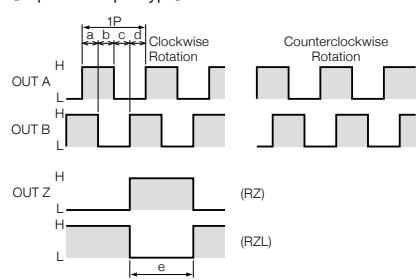 1P
a b c d
Clockwise
Rotation
Counterclockwise
Rotation
H
OUT A
L
H
OUT B
L
H
OUT Z
L
(RZ)
H
(RZL)
L
e